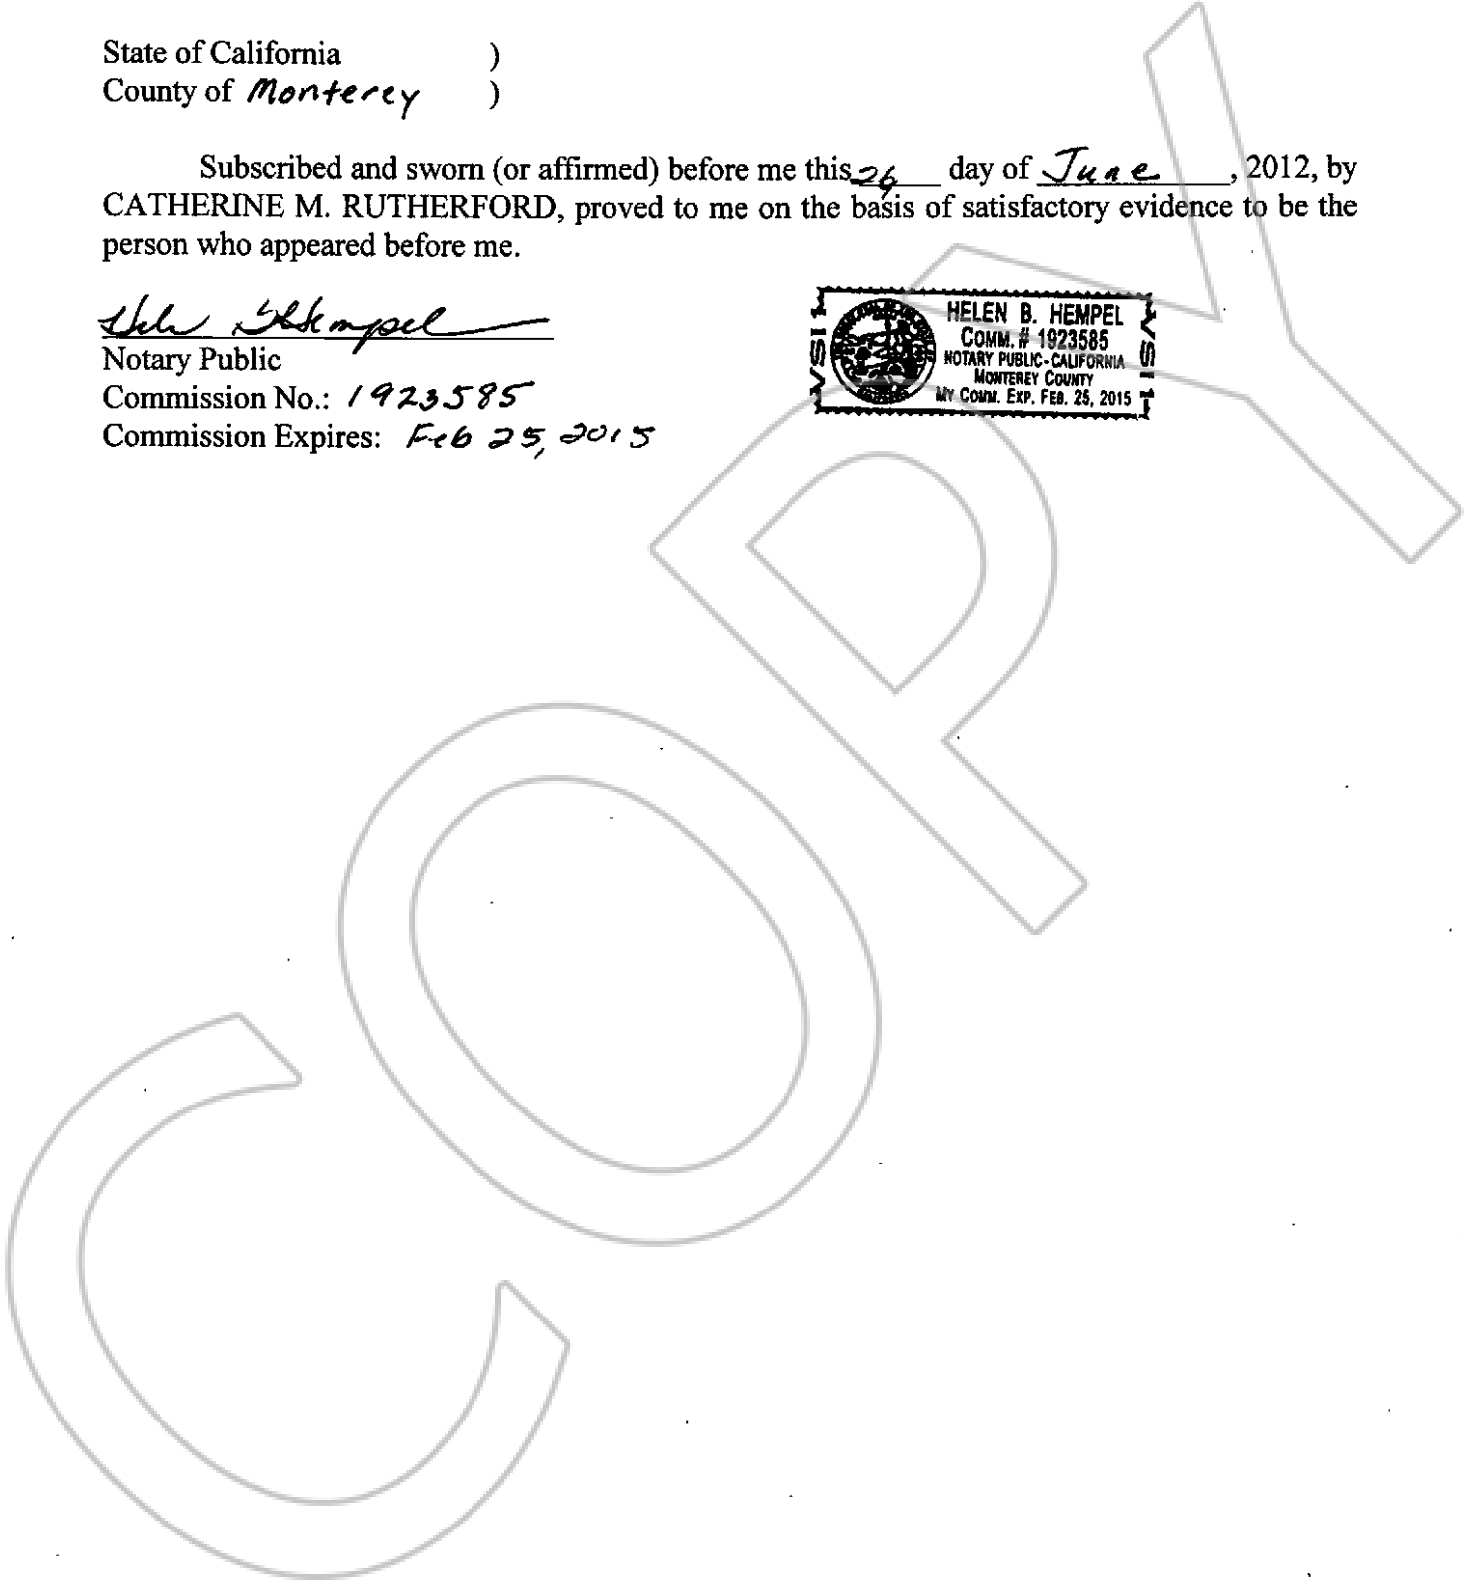 State of California )
County of Monterey )
Subscribed and sworn (or affirmed) before me this 26 day of June, 2012, by
CATHERINE M. RUTHERFORD, proved to me on the basis of satisfactory evidence to be the
person who appeared before me.
Helen B Hempel
Notary Public
Commission No.: 1923585
Commission Expires: Feb 25, 2015
HELEN B. HEMPEL
COMM. # 1923585
NOTARY PUBLIC-CALIFORNIA
MONTEREY COUNTY
MY COMM. EXP. FEB. 25, 2015
COPY